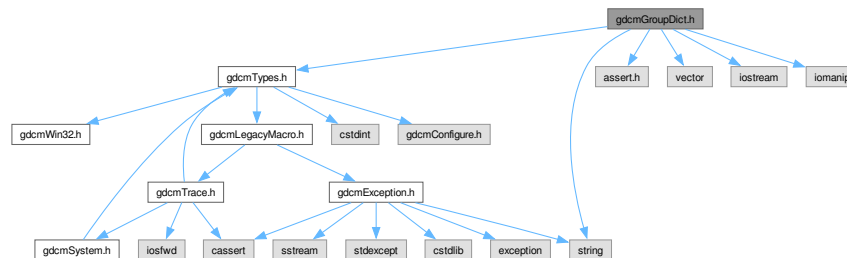 gdcmGroupDict.h
gdcmTypes.h
assert.h
vector
iostream
iomanip
gdcmWin32.h
gdcmLegacyMacro.h
cstdint
gdcmConfigure.h
gdcmTrace.h
gdcmException.h
gdcmSystem.h
iosfwd
cassert
sstream
stdexcept
cstdlib
exception
string